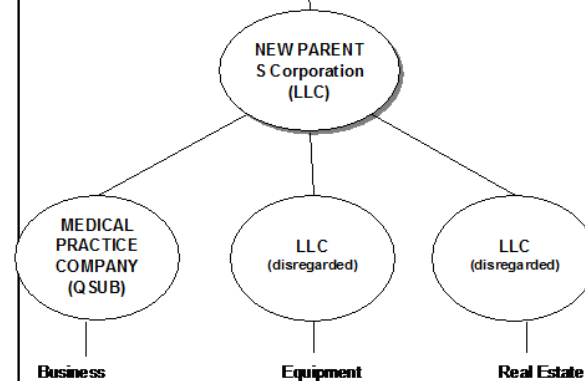 NEW PARENT
S Corporation
(LLC)
MEDICAL
PRACTICE
COMPANY
(QSUB)
LLC
(disregarded)
LLC
(disregarded)
Business
Equipment
Real Estate